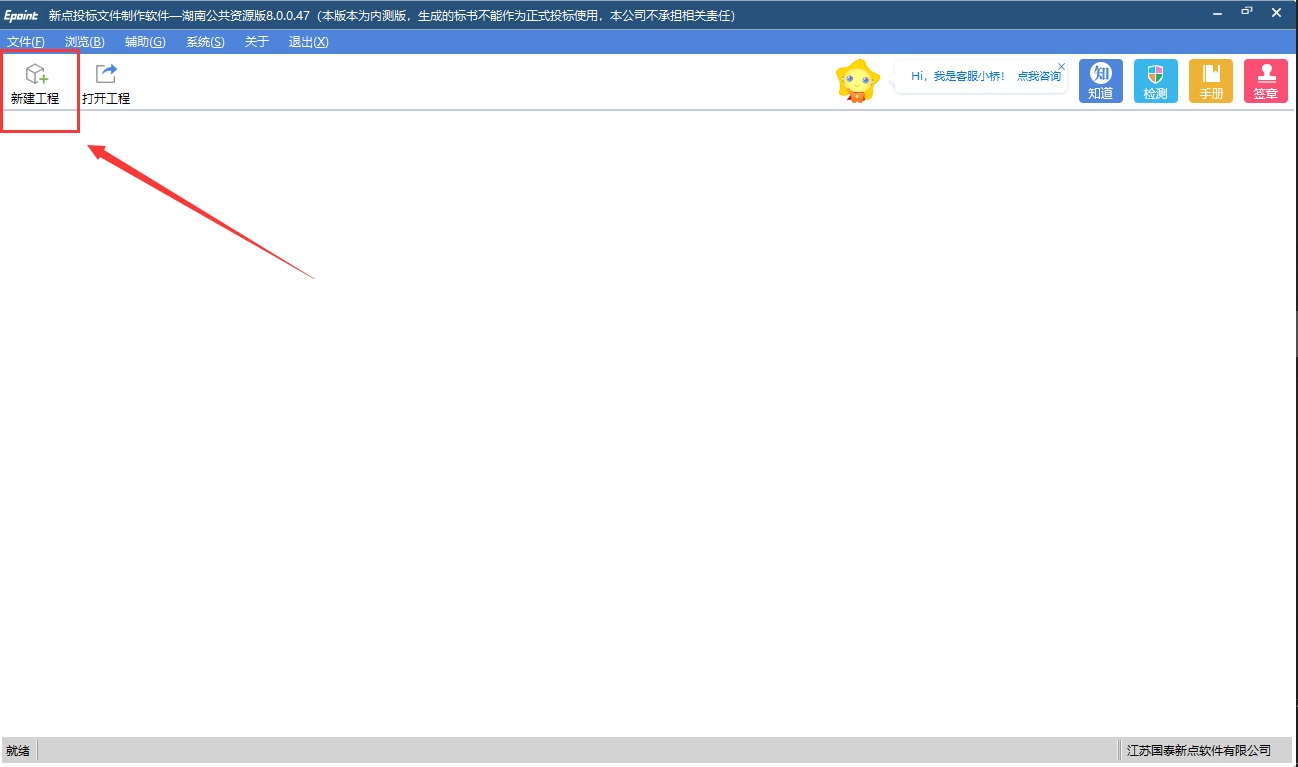 Epoint 新点投标文件制作软件—湖南公共资源版8.0.0.47（本版本为内测版，生成的标书不能作为正式投标使用，本公司不承担相关责任）
文件(F) 浏览(B) 辅助(G) 系统(S) 关于 退出(X)
新建工程 打开工程
Hi，我是客服小桥！ 点我咨询
知
知道 检测 手册 签章
就绪 江苏国泰新点软件有限公司